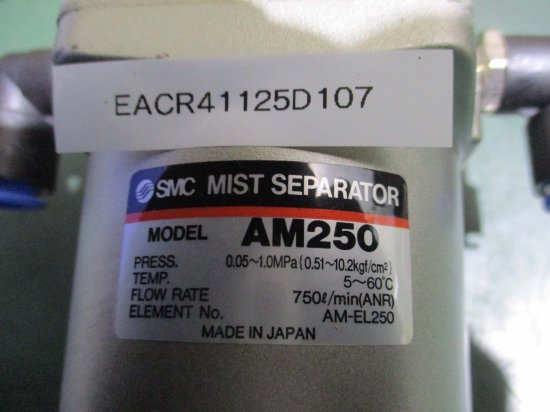 EACR41125D107
SMC MIST SEPARATOR
MODEL AM250
PRESS. 0.05~1.0MPa{0.51~10.2kgf/cm²}
TEMP. 5~60℃
FLOW RATE 750ℓ/min(ANR)
ELEMENT No. AM-EL250
MADE IN JAPAN